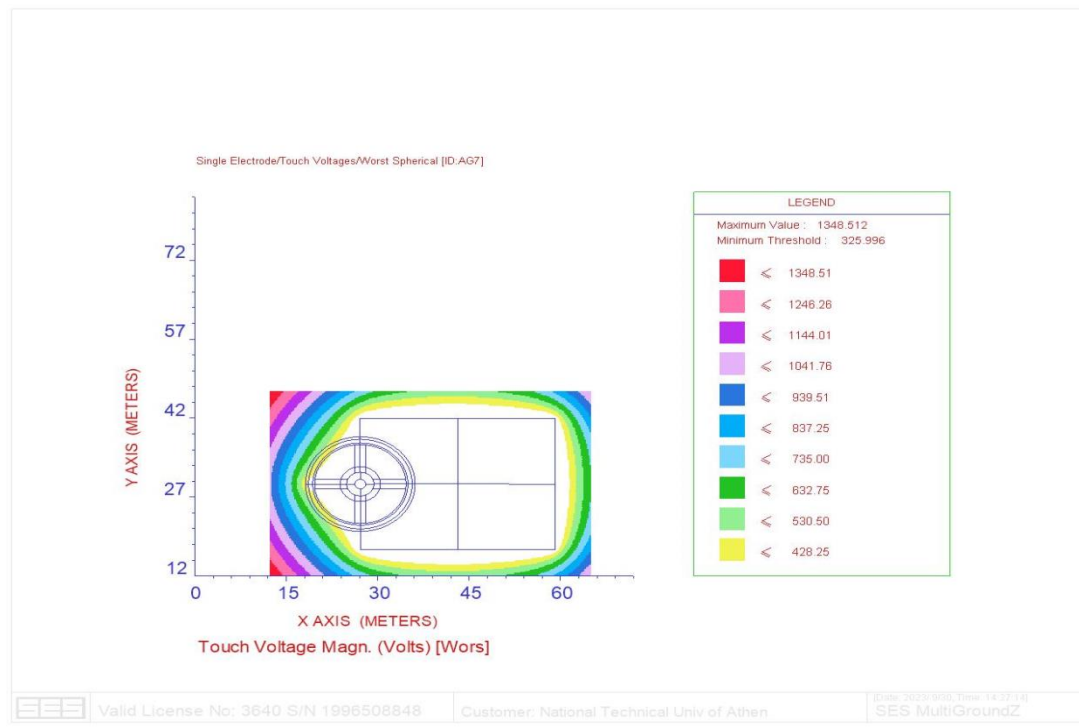 Single Electrode/Touch Voltages/Worst Spherical [ID:AG7]
LEGEND
Maximum Value : 1348.512
Minimum Threshold : 325.996
⩽ 1348.51
⩽ 1246.26
⩽ 1144.01
⩽ 1041.76
⩽ 939.51
⩽ 837.25
⩽ 735.00
⩽ 632.75
⩽ 530.50
⩽ 428.25
72
57
42
27
12
Y AXIS (METERS)
0 15 30 45 60
X AXIS (METERS)
Touch Voltage Magn. (Volts) [Wors]
SES
Valid License No: 3640 S/N 1996508848
Customer: National Technical Univ of Athen
SES MultiGroundZ